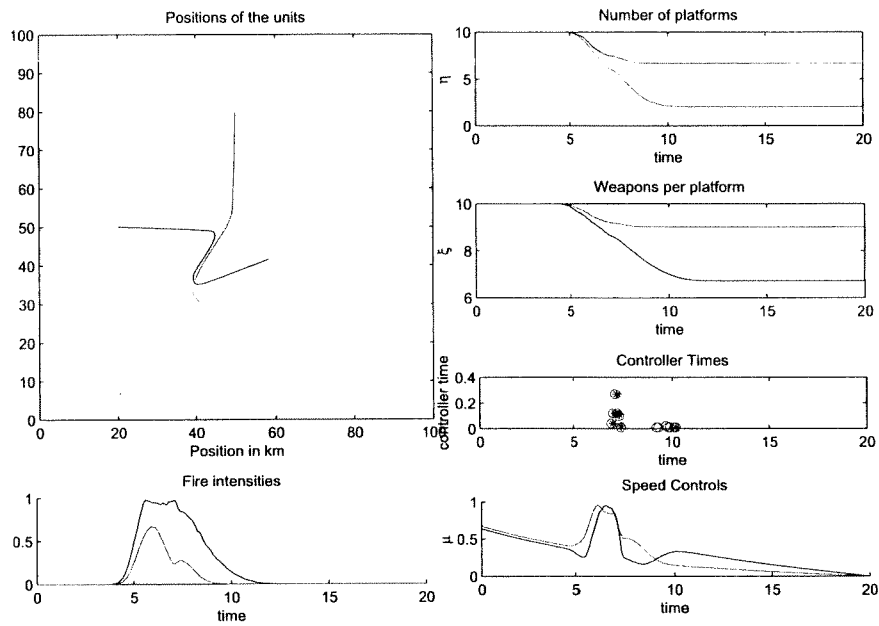 Positions of the units
100
90
80
70
60
50
40
30
20
10
0
0 20 40 60 80 100
Position in km
Fire intensities
1
0.5
0
0 5 10 15 20
time
Number of platforms
10
5
0
η
0 5 10 15 20
time
Weapons per platform
10
8
6
ξ
0 5 10 15 20
time
Controller Times
controller time
0.4
0.2
0
0 5 10 15 20
time
Speed Controls
1
0.5
0
μ
0 5 10 15 20
time